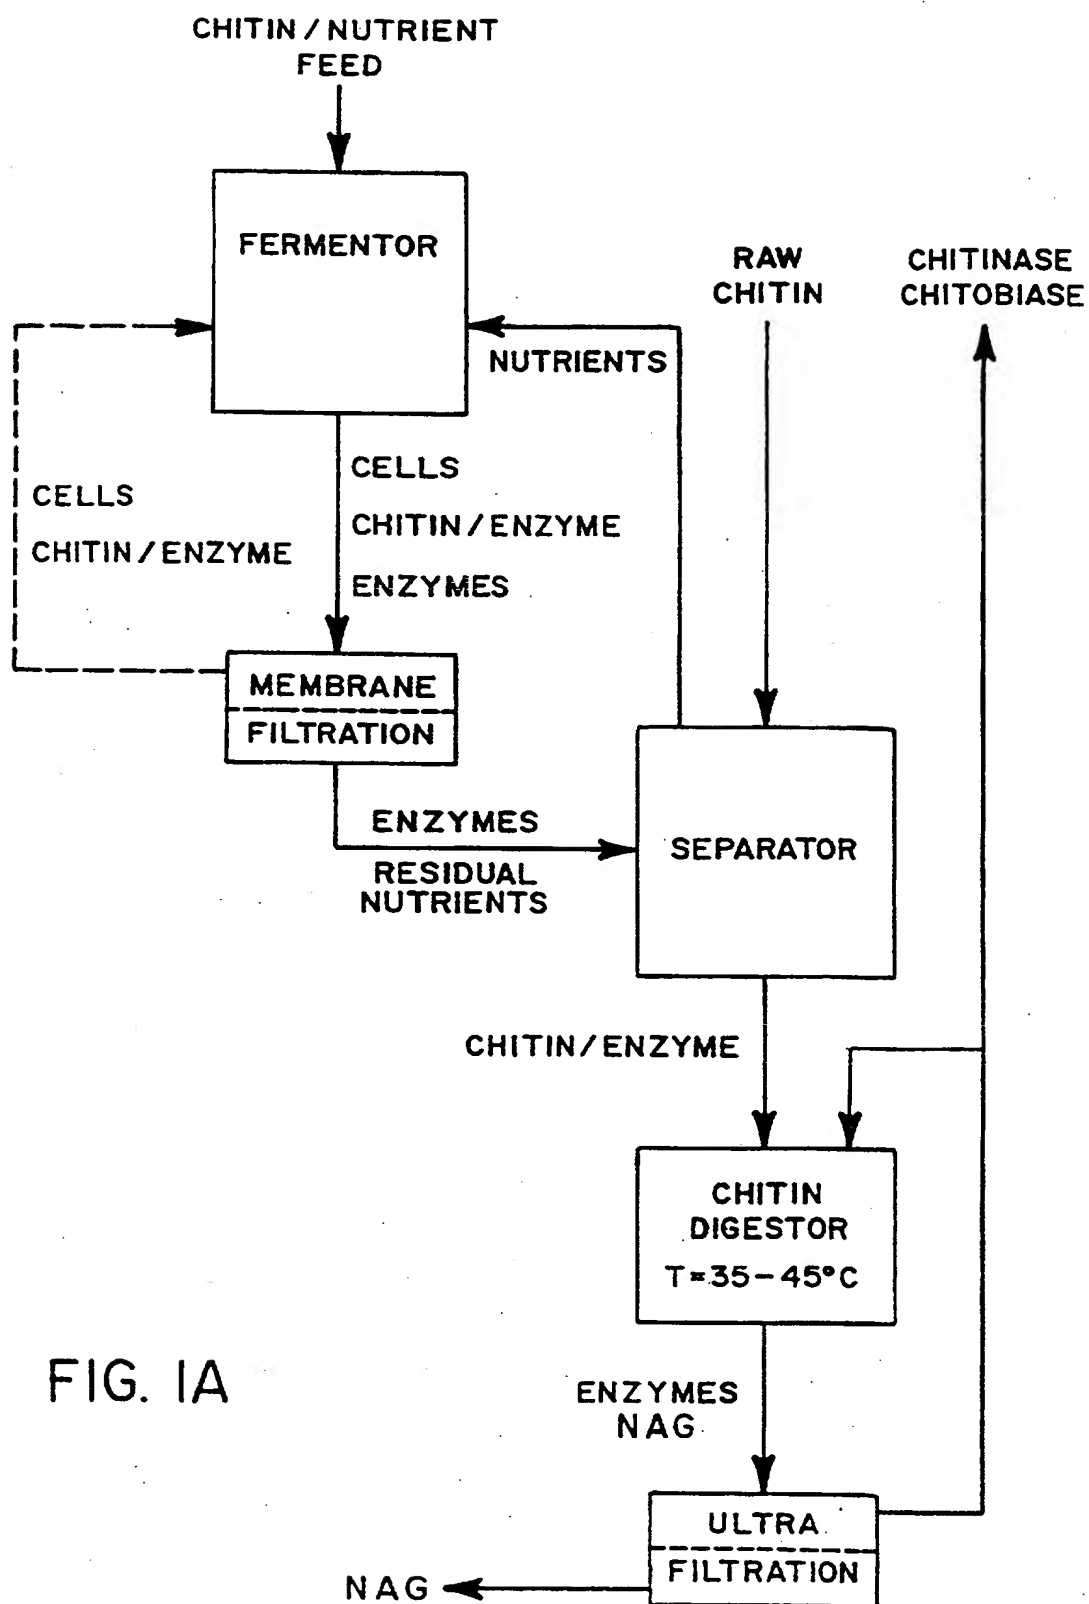 CHITIN/NUTRIENT
FEED
FERMENTOR
RAW
CHITIN
CHITINASE
CHITOBIASE
NUTRIENTS
CELLS
CHITIN/ENZYME
ENZYMES
CELLS
CHITIN/ENZYME
MEMBRANE
FILTRATION
ENZYMES
RESIDUAL
NUTRIENTS
SEPARATOR
CHITIN/ENZYME
CHITIN
DIGESTOR
T=35-45°C
FIG. 1A
ENZYMES
NAG
ULTRA
FILTRATION
NAG